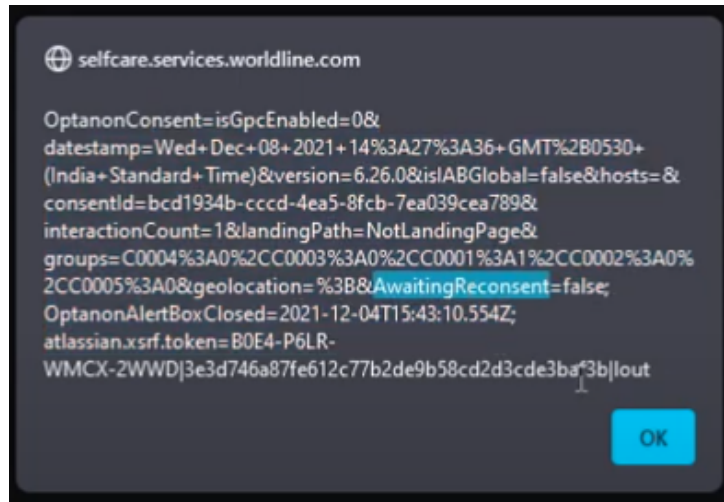 selfcare.services.worldline.com
OptanonConsent=isGpcEnabled=0&
datestamp=Wed+Dec+08+2021+14%3A27%3A36+GMT%2B0530+
(India+Standard+Time)&version=6.26.0&isIABGlobal=false&hosts=&
consentId=bcd1934b-cccd-4ea5-8fcb-7ea039cea789&
interactionCount=1&landingPath=NotLandingPage&
groups=C0004%3A0%2CC0003%3A0%2CC0001%3A1%2CC0002%3A0%
2CC0005%3A0&geolocation=%3B&AwaitingReconsent=false;
OptanonAlertBoxClosed=2021-12-04T15:43:10.554Z;
atlassian.xsrf.token=B0E4-P6LR-
WMCX-2WWD|3e3d746a87fe612c77b2de9b58cd2d3cde3baf3b|lout
OK